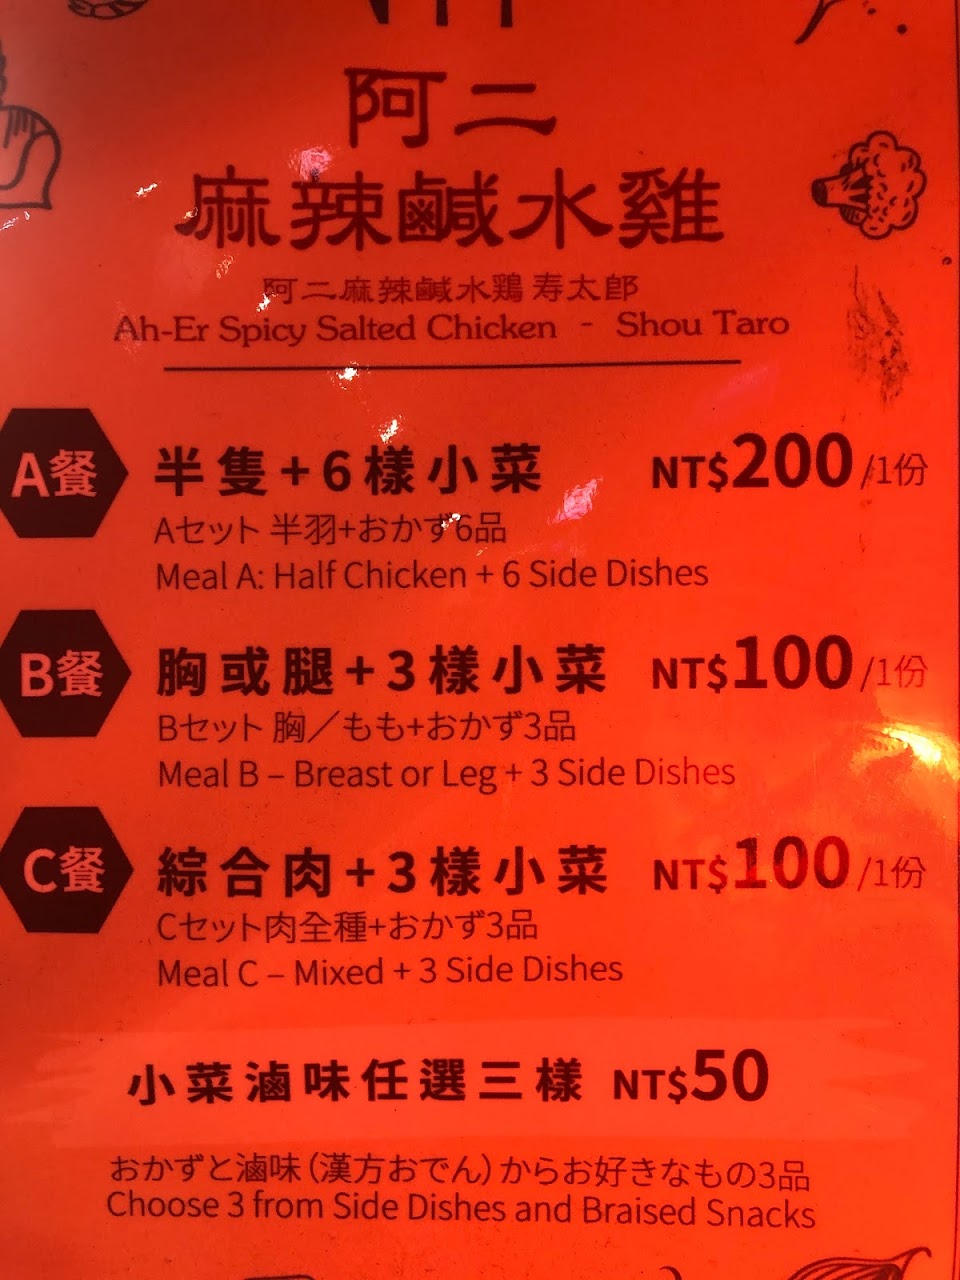 阿二
麻辣鹹水雞
阿二麻辣鹹水鶏 寿太郎
Ah-Er Spicy Salted Chicken - Shou Taro
A餐 半隻+6樣小菜 NT$200/1份
Aセット 半羽+おかず6品
Meal A: Half Chicken + 6 Side Dishes
B餐 胸或腿+3樣小菜 NT$100/1份
Bセット 胸／もも+おかず3品
Meal B – Breast or Leg + 3 Side Dishes
C餐 綜合肉+3樣小菜 NT$100/1份
Cセット肉全種+おかず3品
Meal C – Mixed + 3 Side Dishes
小菜滷味任選三樣 NT$50
おかずと滷味（漢方おでん）からお好きなもの3品
Choose 3 from Side Dishes and Braised Snacks